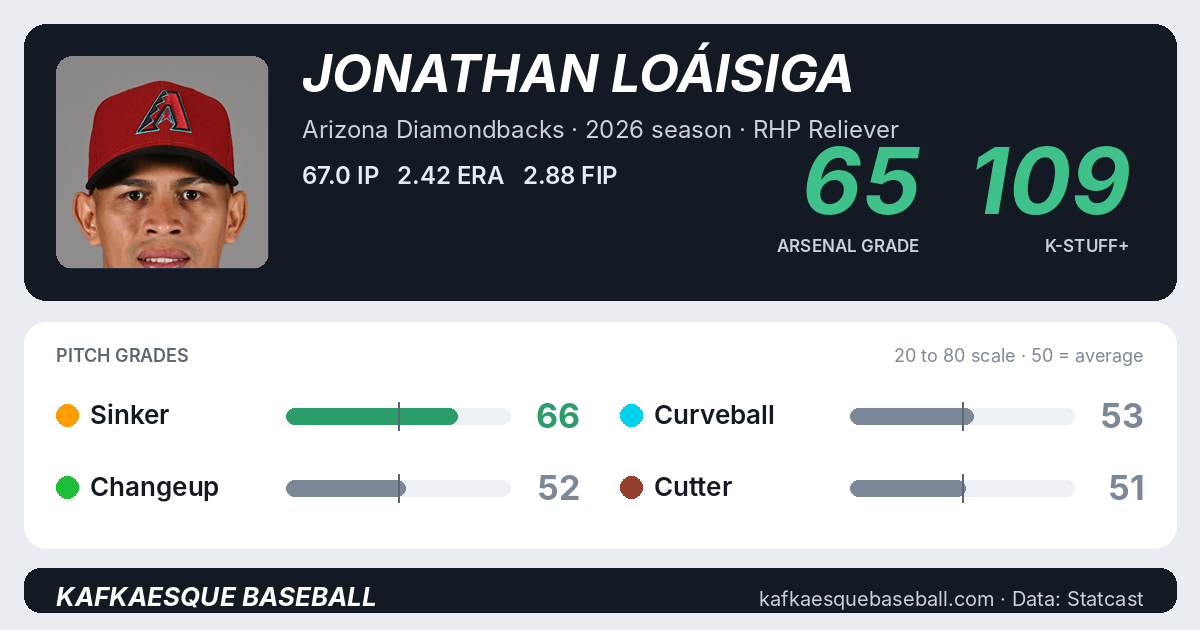 JONATHAN LOÁISIGA
Arizona Diamondbacks · 2026 season · RHP Reliever
67.0 IP 2.42 ERA 2.88 FIP
65 109
ARSENAL GRADE K-STUFF+
PITCH GRADES 20 to 80 scale · 50 = average
Sinker 66 Curveball 53
Changeup 52 Cutter 51
KAFKAESQUE BASEBALL kafkaesquebaseball.com · Data: Statcast